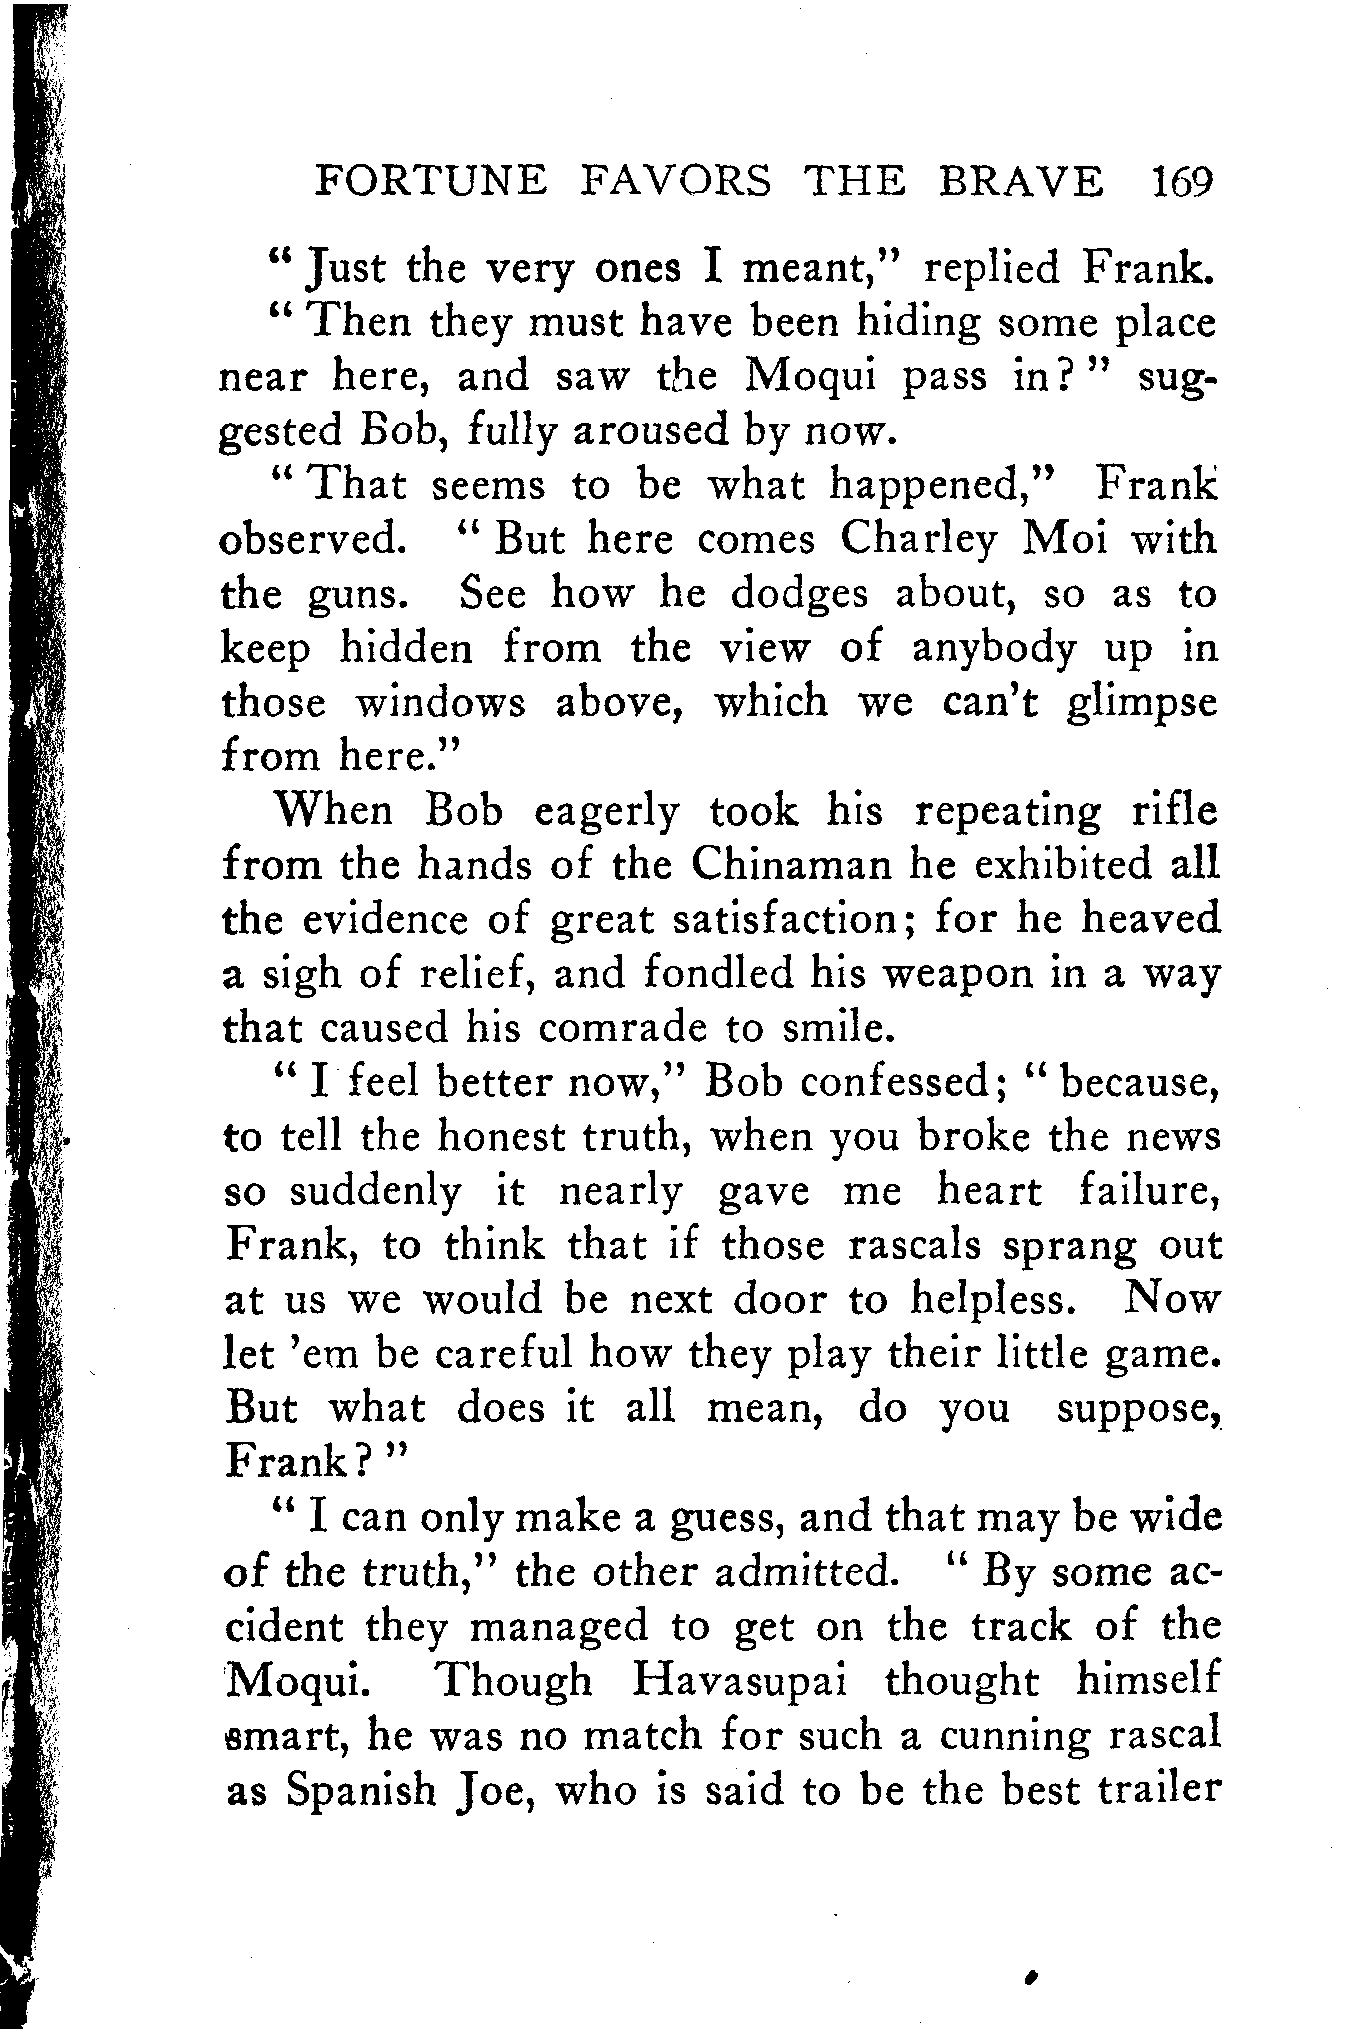 FORTUNE FAVORS THE BRAVE 169
" Just the very ones I meant," replied Frank.
" Then they must have been hiding some place
near here, and saw the Moqui pass in? " sug-
gested Bob, fully aroused by now.
" That seems to be what happened," Frank
observed. " But here comes Charley Moi with
the guns. See how he dodges about, so as to
keep hidden from the view of anybody up in
those windows above, which we can't glimpse
from here."
When Bob eagerly took his repeating rifle
from the hands of the Chinaman he exhibited all
the evidence of great satisfaction; for he heaved
a sigh of relief, and fondled his weapon in a way
that caused his comrade to smile.
" I feel better now," Bob confessed; " because,
to tell the honest truth, when you broke the news
so suddenly it nearly gave me heart failure,
Frank, to think that if those rascals sprang out
at us we would be next door to helpless. Now
let 'em be careful how they play their little game.
But what does it all mean, do you suppose,
Frank? "
" I can only make a guess, and that may be wide
of the truth," the other admitted. " By some ac-
cident they managed to get on the track of the
Moqui. Though Havasupai thought himself
smart, he was no match for such a cunning rascal
as Spanish Joe, who is said to be the best trailer